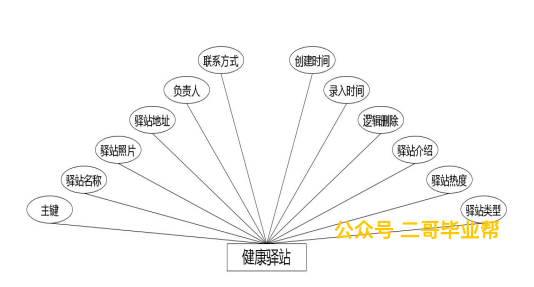 联系方式
创建时间
负责人
录入时间
驿站地址
逻辑删除
驿站照片
驿站介绍
驿站名称
驿站热度
主键
驿站类型
公众号 二哥毕业帮
健康驿站